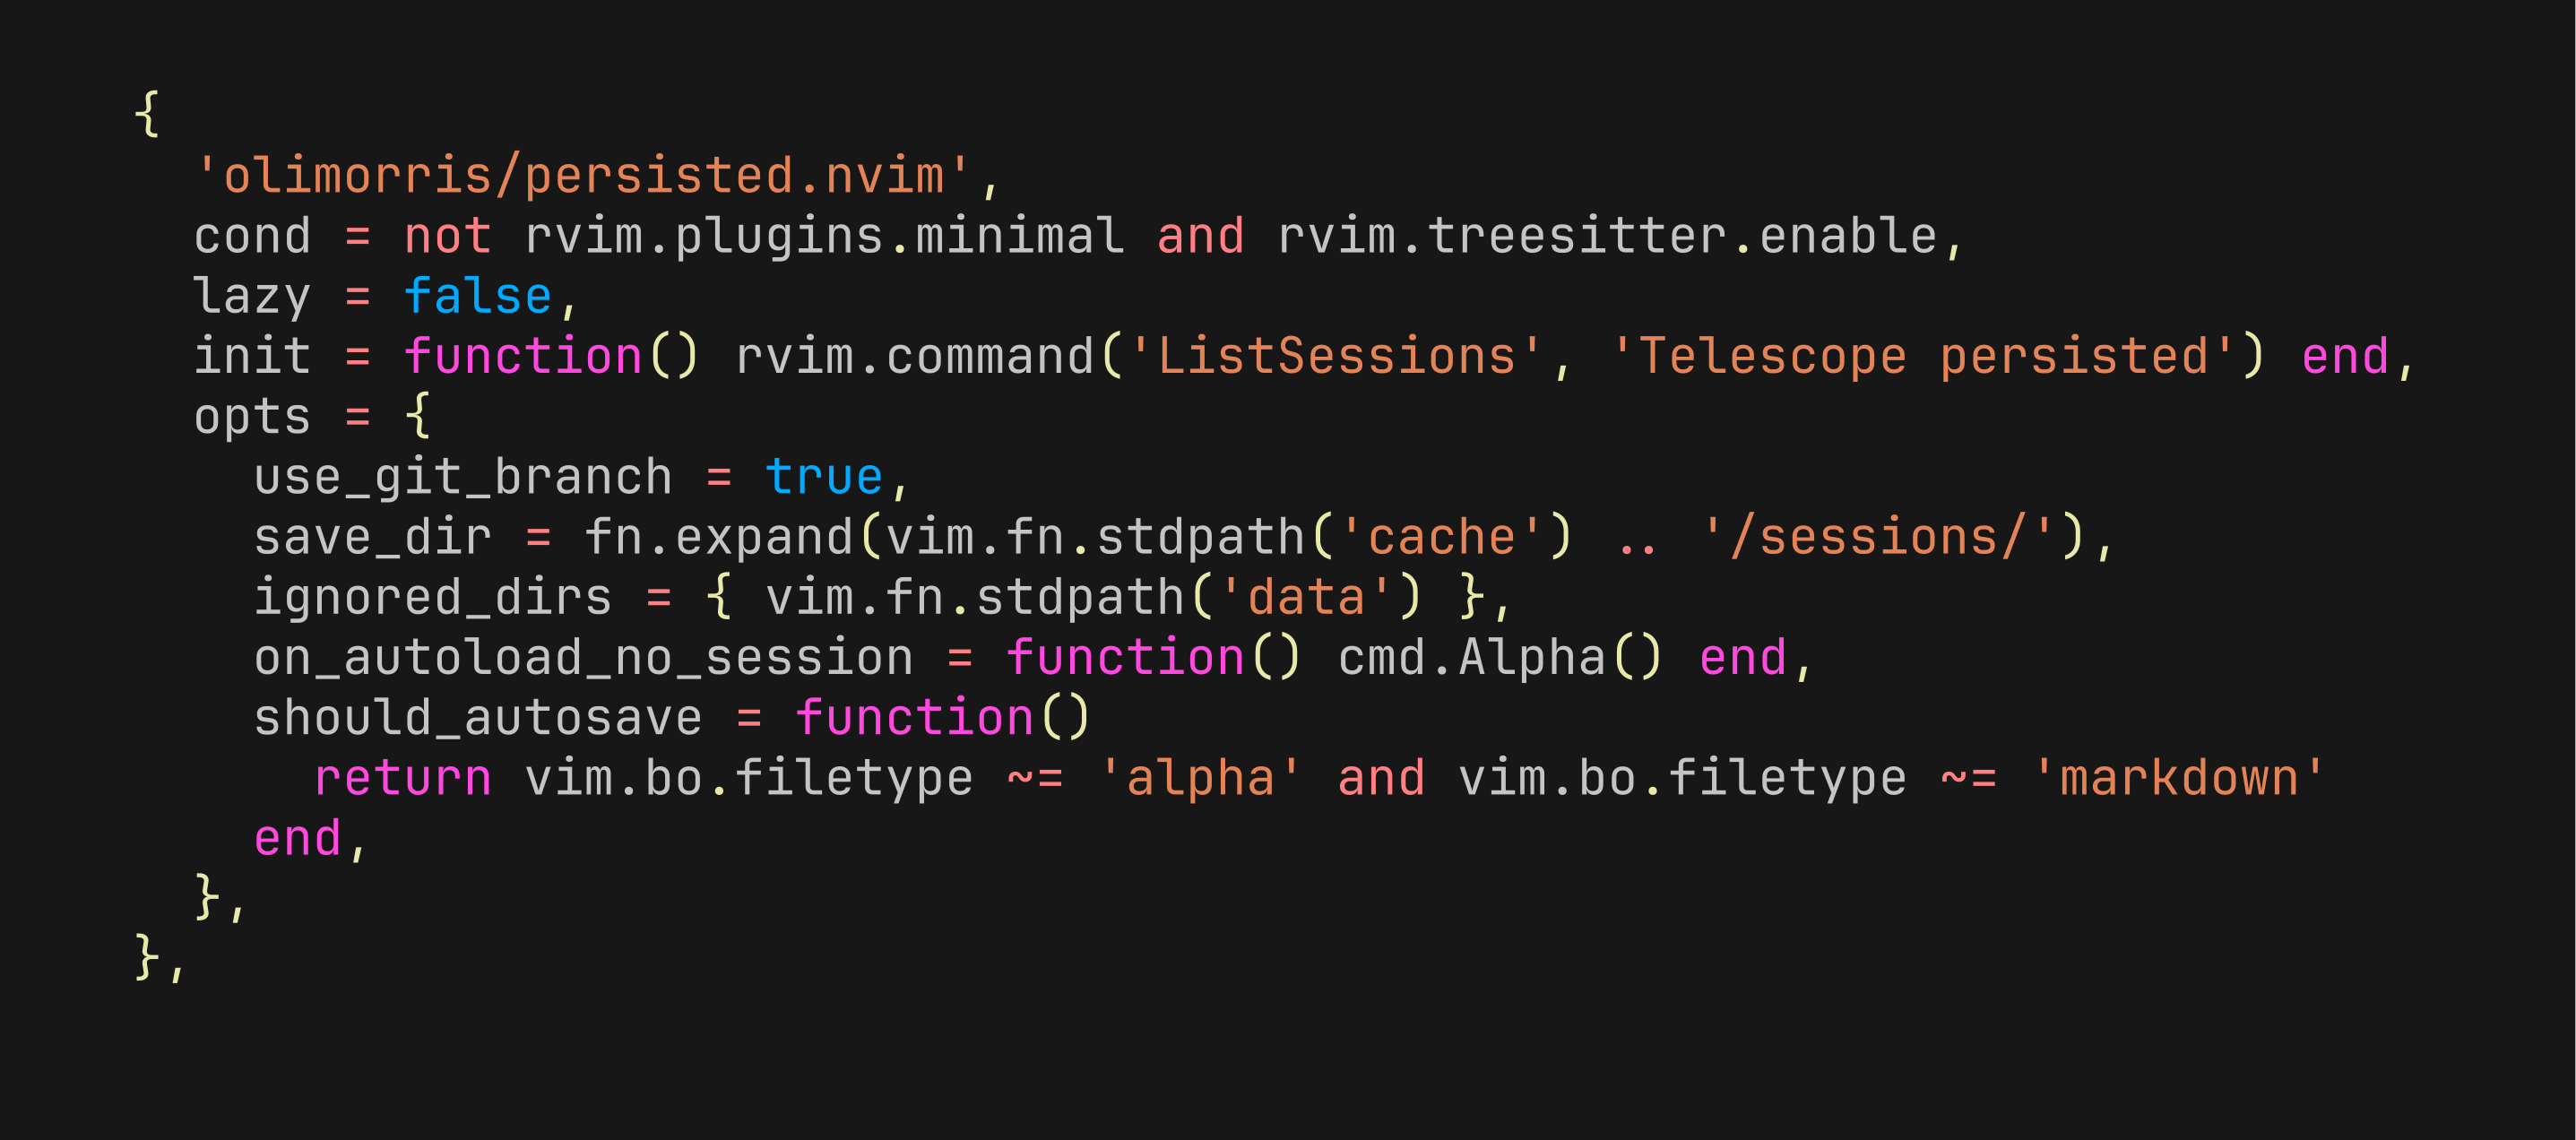 {
  'olimorris/persisted.nvim',
  cond = not rvim.plugins.minimal and rvim.treesitter.enable,
  lazy = false,
  init = function() rvim.command('ListSessions', 'Telescope persisted') end,
  opts = {
    use_git_branch = true,
    save_dir = fn.expand(vim.fn.stdpath('cache') .. '/sessions/'),
    ignored_dirs = { vim.fn.stdpath('data') },
    on_autoload_no_session = function() cmd.Alpha() end,
    should_autosave = function()
      return vim.bo.filetype ~= 'alpha' and vim.bo.filetype ~= 'markdown'
    end,
  },
},